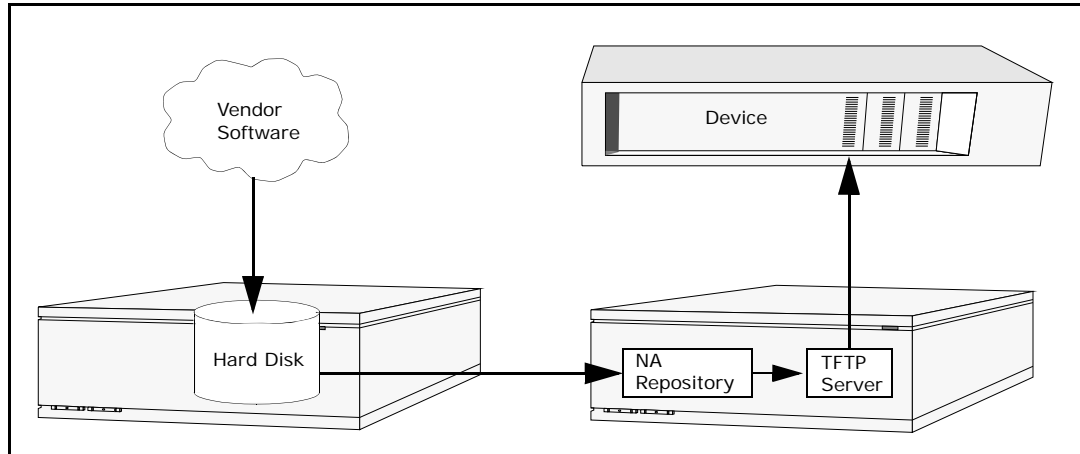 Vendor
Software
Device
Hard Disk
NA
Repository
TFTP
Server